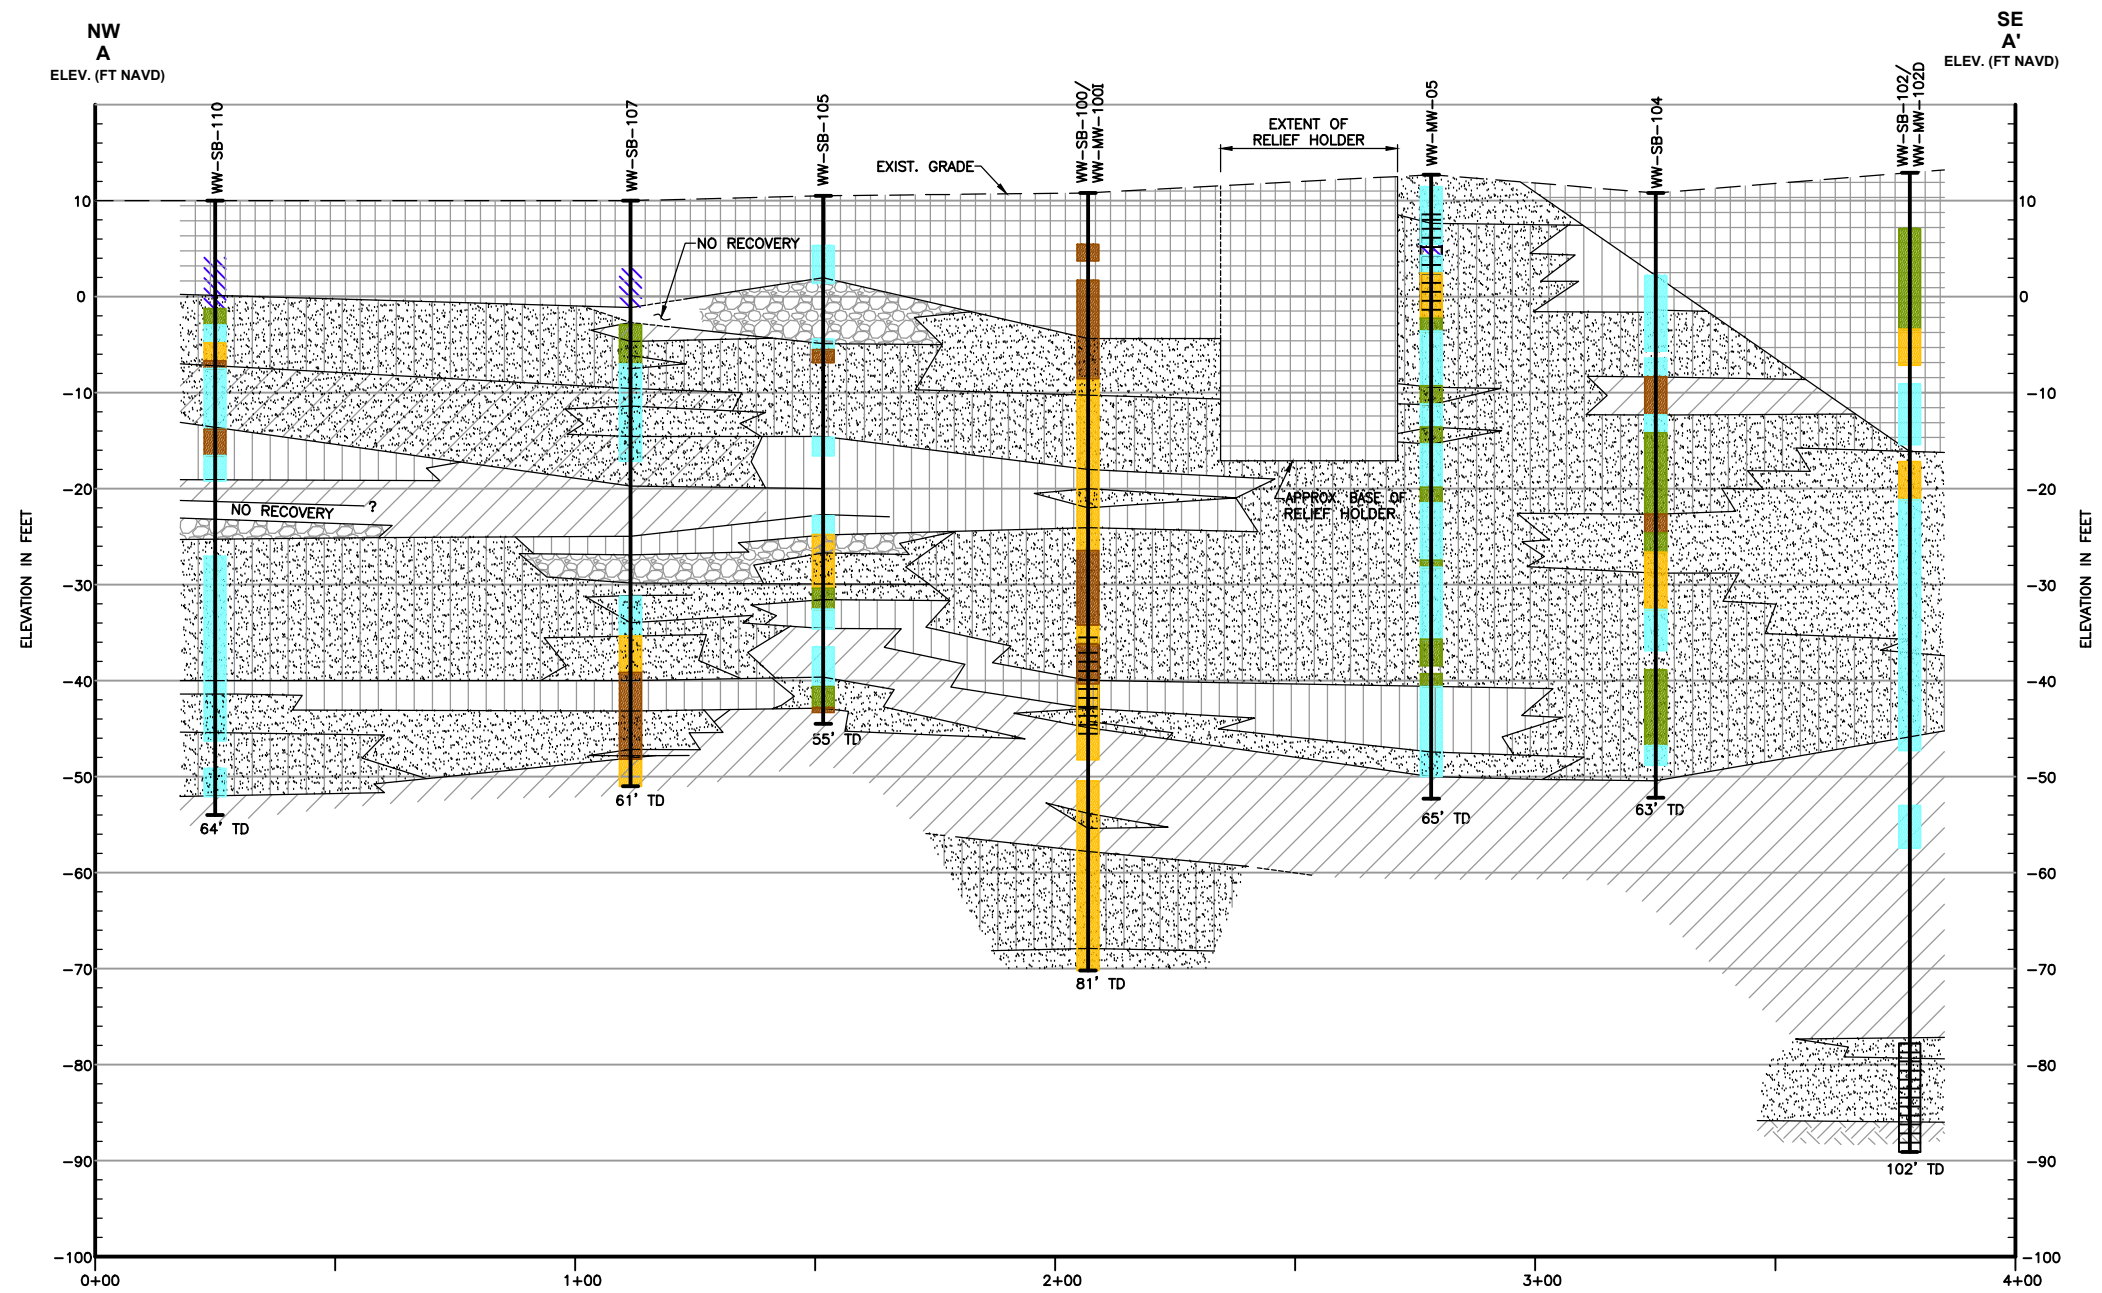 NW
A
ELEV. (FT NAVD)
SE
A'
ELEV. (FT NAVD)
WW-SB-110
WW-SB-107
WW-SB-105
WW-SB-100/
WW-MW-100I
WW-MW-05
WW-SB-104
WW-SB-102/
WW-MW-102D
EXTENT OF
RELIEF HOLDER
EXIST. GRADE
NO RECOVERY
NO RECOVERY
?
APPROX. BASE OF
RELIEF HOLDER
64' TD
61' TD
55' TD
81' TD
65' TD
63' TD
102' TD
ELEVATION IN FEET
10
0
-10
-20
-30
-40
-50
-60
-70
-80
-90
-100
ELEVATION IN FEET
10
0
-10
-20
-30
-40
-50
-60
-70
-80
-90
-100
0+00
1+00
2+00
3+00
4+00